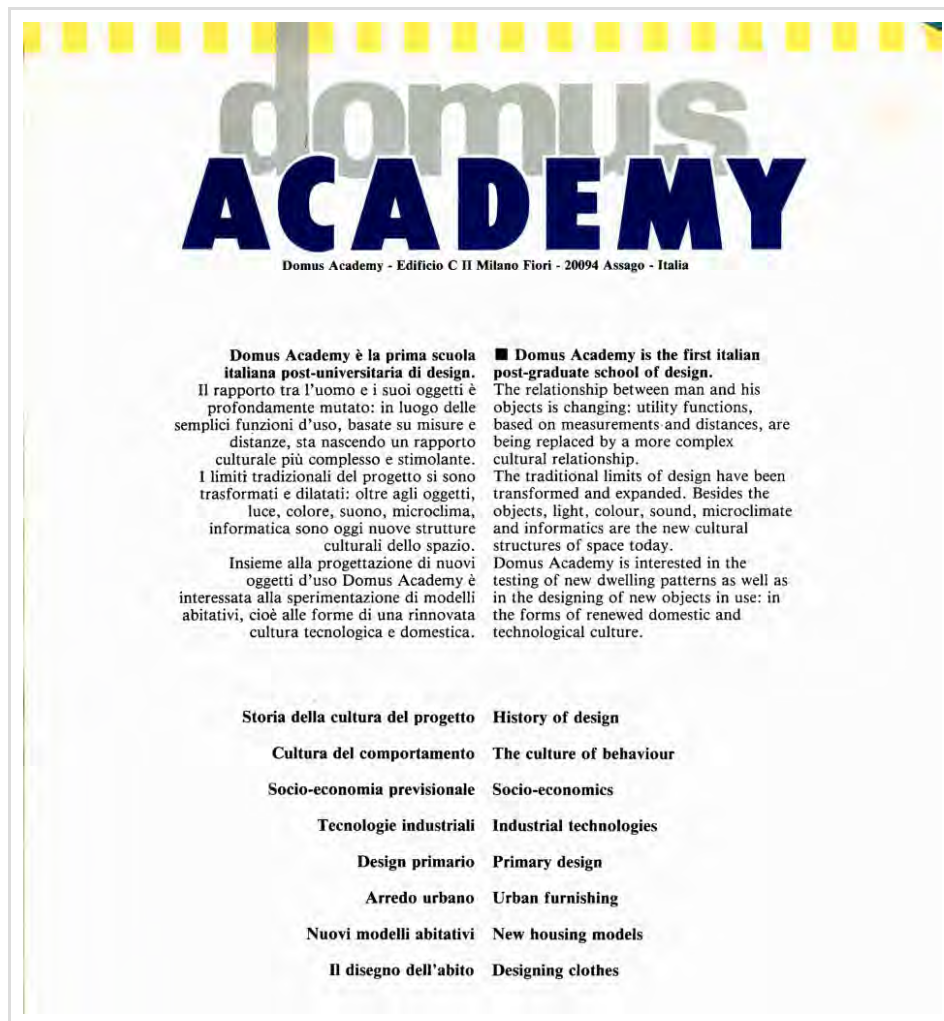 domus
ACADEMY
Domus Academy - Edificio C II Milano Fiori - 20094 Assago - Italia
Domus Academy è la prima scuola
italiana post-universitaria di design.
Il rapporto tra l'uomo e i suoi oggetti è
profondamente mutato: in luogo delle
semplici funzioni d'uso, basate su misure e
distanze, sta nascendo un rapporto
culturale più complesso e stimolante.
I limiti tradizionali del progetto si sono
trasformati e dilatati: oltre agli oggetti,
luce, colore, suono, microclima,
informatica sono oggi nuove strutture
culturali dello spazio.
Insieme alla progettazione di nuovi
oggetti d'uso Domus Academy è
interessata alla sperimentazione di modelli
abitativi, cioè alle forme di una rinnovata
cultura tecnologica e domestica.
■ Domus Academy is the first italian
post-graduate school of design.
The relationship between man and his
objects is changing: utility functions,
based on measurements and distances, are
being replaced by a more complex
cultural relationship.
The traditional limits of design have been
transformed and expanded. Besides the
objects, light, colour, sound, microclimate
and informatics are the new cultural
structures of space today.
Domus Academy is interested in the
testing of new dwelling patterns as well as
in the designing of new objects in use: in
the forms of renewed domestic and
technological culture.
Storia della cultura del progetto History of design
Cultura del comportamento The culture of behaviour
Socio-economia previsionale Socio-economics
Tecnologie industriali Industrial technologies
Design primario Primary design
Arredo urbano Urban furnishing
Nuovi modelli abitativi New housing models
Il disegno dell'abito Designing clothes